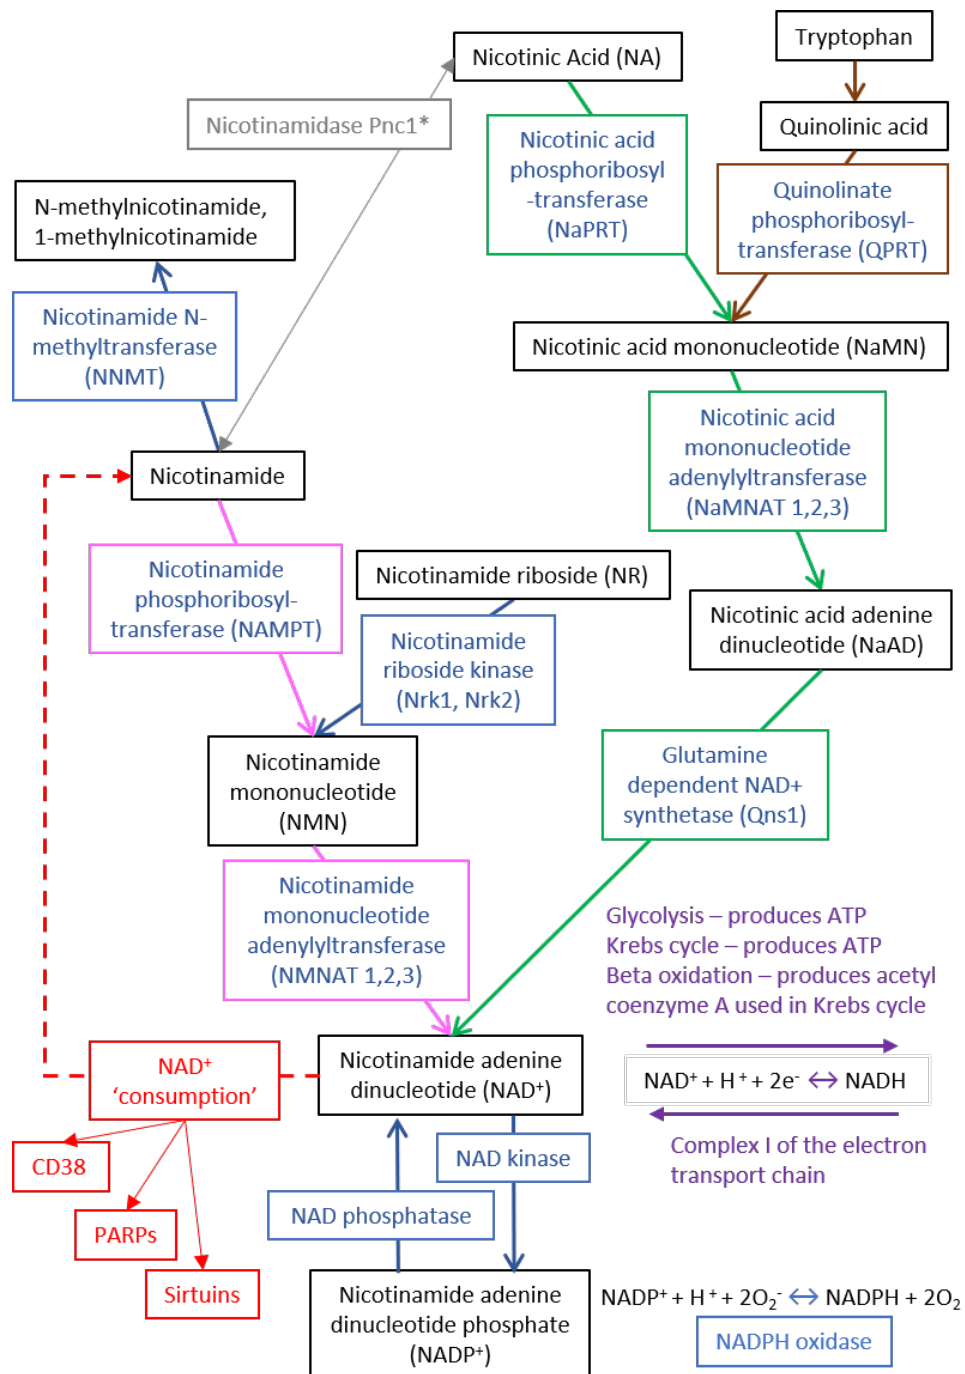 Nicotinic Acid (NA)
Tryptophan
Nicotinamidase Pnc1*
Quinolinic acid
Nicotinic acid
phosphoribosyl
-transferase
(NaPRT)
Quinolinate
phosphoribosyl-
transferase (QPRT)
N-methylnicotinamide,
1-methylnicotinamide
Nicotinamide N-
methyltransferase
(NNMT)
Nicotinic acid mononucleotide (NaMN)
Nicotinic acid
mononucleotide
adenylyltransferase
(NaMNAT 1,2,3)
Nicotinamide
Nicotinamide
phosphoribosyl-
transferase (NAMPT)
Nicotinamide riboside (NR)
Nicotinamide
riboside kinase
(Nrk1, Nrk2)
Nicotinic acid adenine
dinucleotide (NaAD)
Nicotinamide
mononucleotide
(NMN)
Glutamine
dependent NAD+
synthetase (Qns1)
Nicotinamide
mononucleotide
adenylyltransferase
(NMNAT 1,2,3)
Glycolysis – produces ATP
Krebs cycle – produces ATP
Beta oxidation – produces acetyl
coenzyme A used in Krebs cycle
NAD⁺
‘consumption’
Nicotinamide adenine
dinucleotide (NAD⁺)
NAD⁺ + H⁺ + 2e⁻ ↔ NADH
Complex I of the electron
transport chain
CD38
PARPs
Sirtuins
NAD kinase
NAD phosphatase
Nicotinamide adenine
dinucleotide phosphate
(NADP⁺)
NADP⁺ + H⁺ + 2O₂⁻ ↔ NADPH + 2O₂
NADPH oxidase